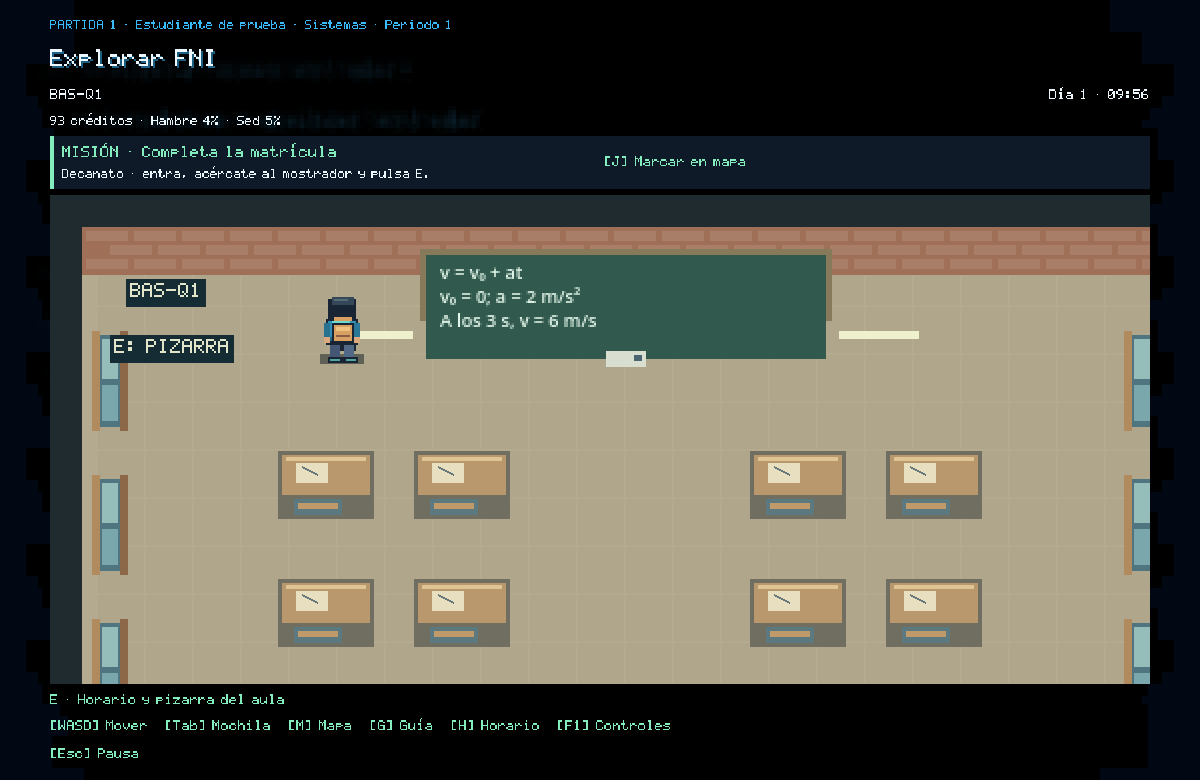 PARTIDA 1 · Estudiante de prueba · Sistemas · Periodo 1
Explorar FNI
BAS-Q1
Día 1 · 09:56
93 créditos · Hambre 4% · Sed 5%
MISIÓN · Completa la matrícula
[J] Marcar en mapa
Decanato · entra, acércate al mostrador y pulsa E.
v = v₀ + at
BAS-Q1
v₀ = 0; a = 2 m/s²
A los 3 s, v = 6 m/s
E: PIZARRA
E · Horario y pizarra del aula
[WASD] Mover [Tab] Mochila [M] Mapa [G] Guía [H] Horario [F1] Controles
[Esc] Pausa